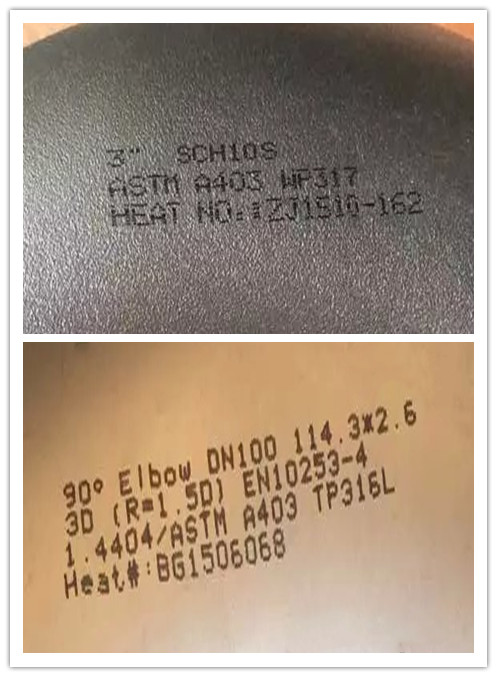 3" SCH10S
ASTM A403 WP317
HEAT NO.:ZJ1510-162
90° Elbow DN100 114.3*2.6
3D (R=1.5D) EN10253-4
1.4404/ASTM A403 TP316L
Heat#:BG1506068